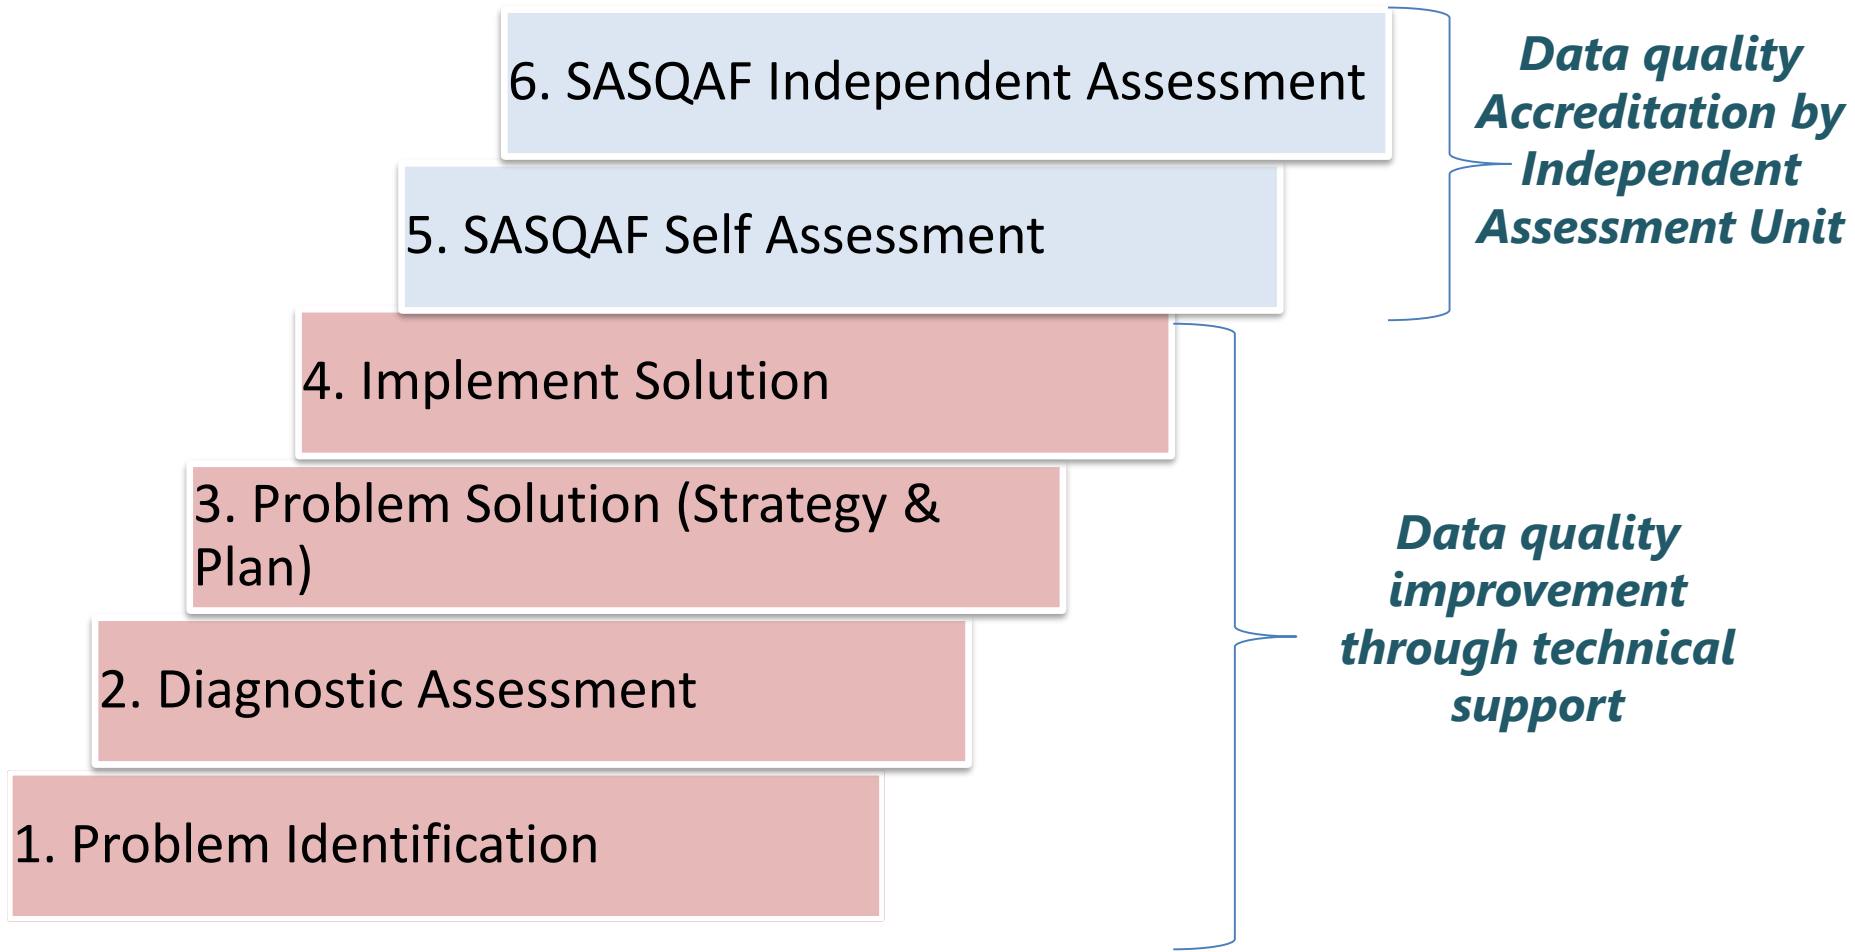 6. SASQAF Independent Assessment
Data quality
Accreditation by
Independent
Assessment Unit
5. SASQAF Self Assessment
4. Implement Solution
3. Problem Solution (Strategy &
Plan)
Data quality
improvement
through technical
support
2. Diagnostic Assessment
1. Problem Identification